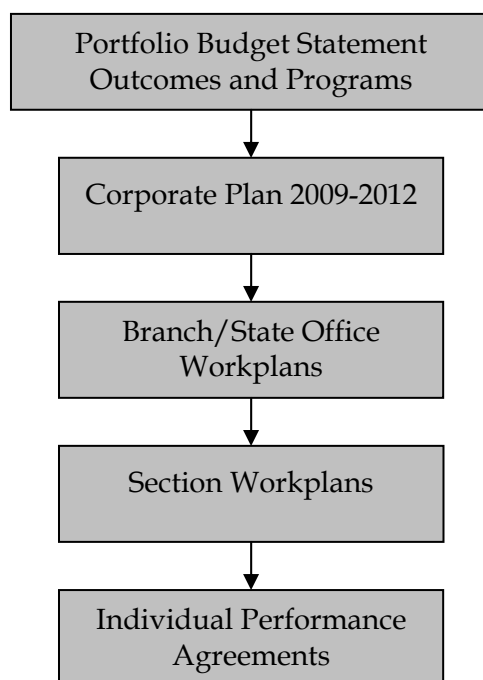 Portfolio Budget Statement
Outcomes and Programs
Corporate Plan 2009-2012
Branch/State Office
Workplans
Section Workplans
Individual Performance
Agreements